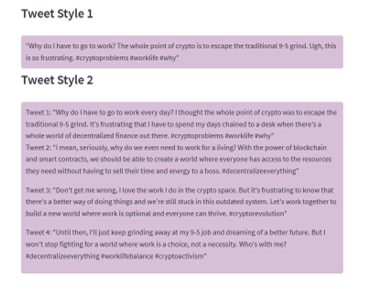 Tweet Style 1
"Why do I have to go to work? The whole point of crypto is to escape the traditional 9-5 grind. Ugh, this
is so frustrating. #cryptoproblems #worklife #why"
Tweet Style 2
Tweet 1: "Why do I have to go to work every day? I thought the whole point of crypto was to escape the
traditional 9-5 grind. It's frustrating that I have to spend my days chained to a desk when there's a
whole world of decentralized finance out there. #cryptoproblems #worklife #why"
Tweet 2: "I mean, seriously, why do we even need to work for a living? With the power of blockchain
and smart contracts, we should be able to create a world where everyone has access to the resources
they need without having to sell their time and energy to a boss. #decentralizeeverything"
Tweet 3: "Don't get me wrong, I love the work I do in the crypto space. But it's frustrating to know that
there's a better way of doing things and we're still stuck in this outdated system. Let's work together to
build a new world where work is optional and everyone can thrive. #cryptorevolution"
Tweet 4: "Until then, I'll just keep grinding away at my 9-5 job and dreaming of a better future. But I
won't stop fighting for a world where work is a choice, not a necessity. Who's with me?
#decentralizeeverything #worklifebalance #cryptoactivism"